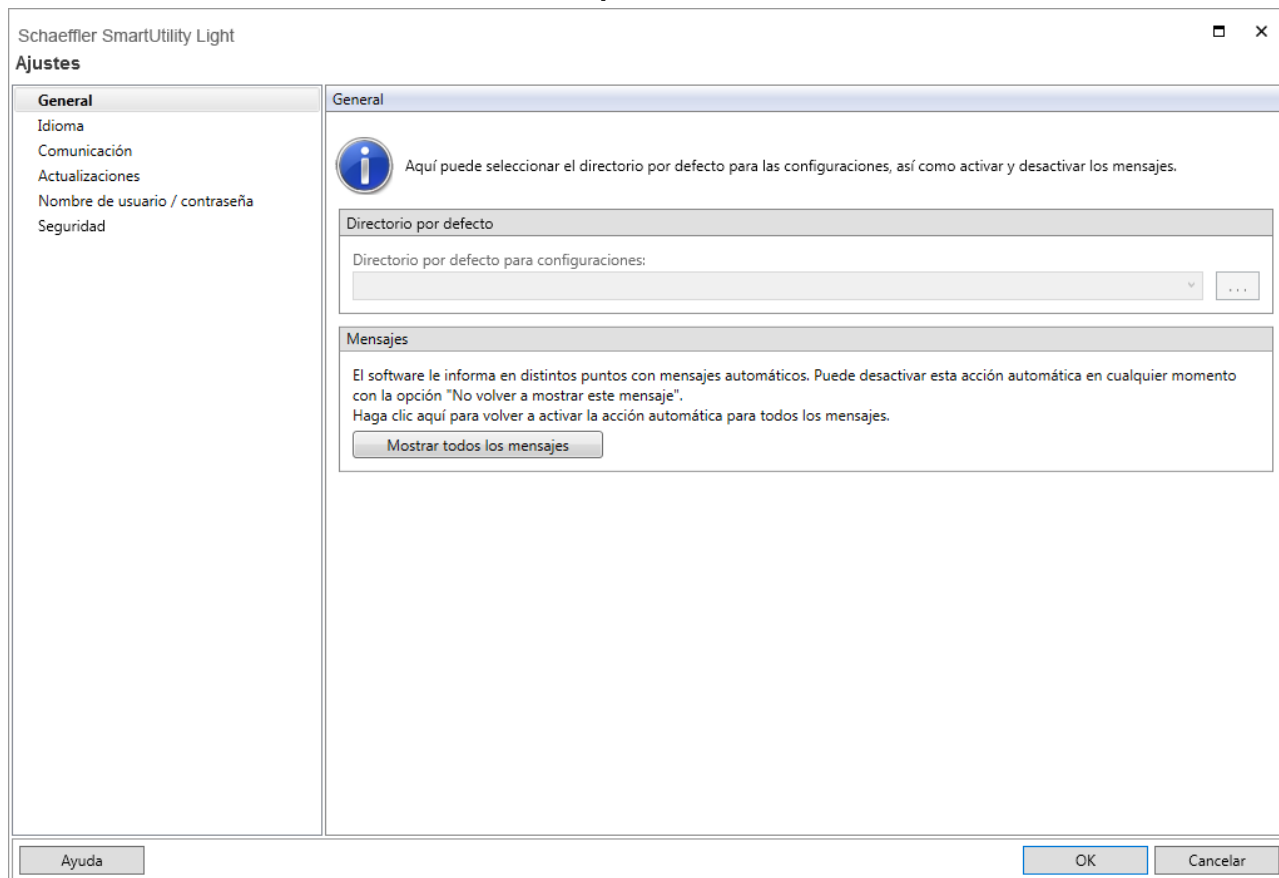 Schaeffler SmartUtility Light
Ajustes
General
Idioma
Comunicación
Actualizaciones
Nombre de usuario / contraseña
Seguridad
General
Aquí puede seleccionar el directorio por defecto para las configuraciones, así como activar y desactivar los mensajes.
Directorio por defecto
Directorio por defecto para configuraciones:
...
Mensajes
El software le informa en distintos puntos con mensajes automáticos. Puede desactivar esta acción automática en cualquier momento
con la opción "No volver a mostrar este mensaje".
Haga clic aquí para volver a activar la acción automática para todos los mensajes.
Mostrar todos los mensajes
Ayuda
OK
Cancelar